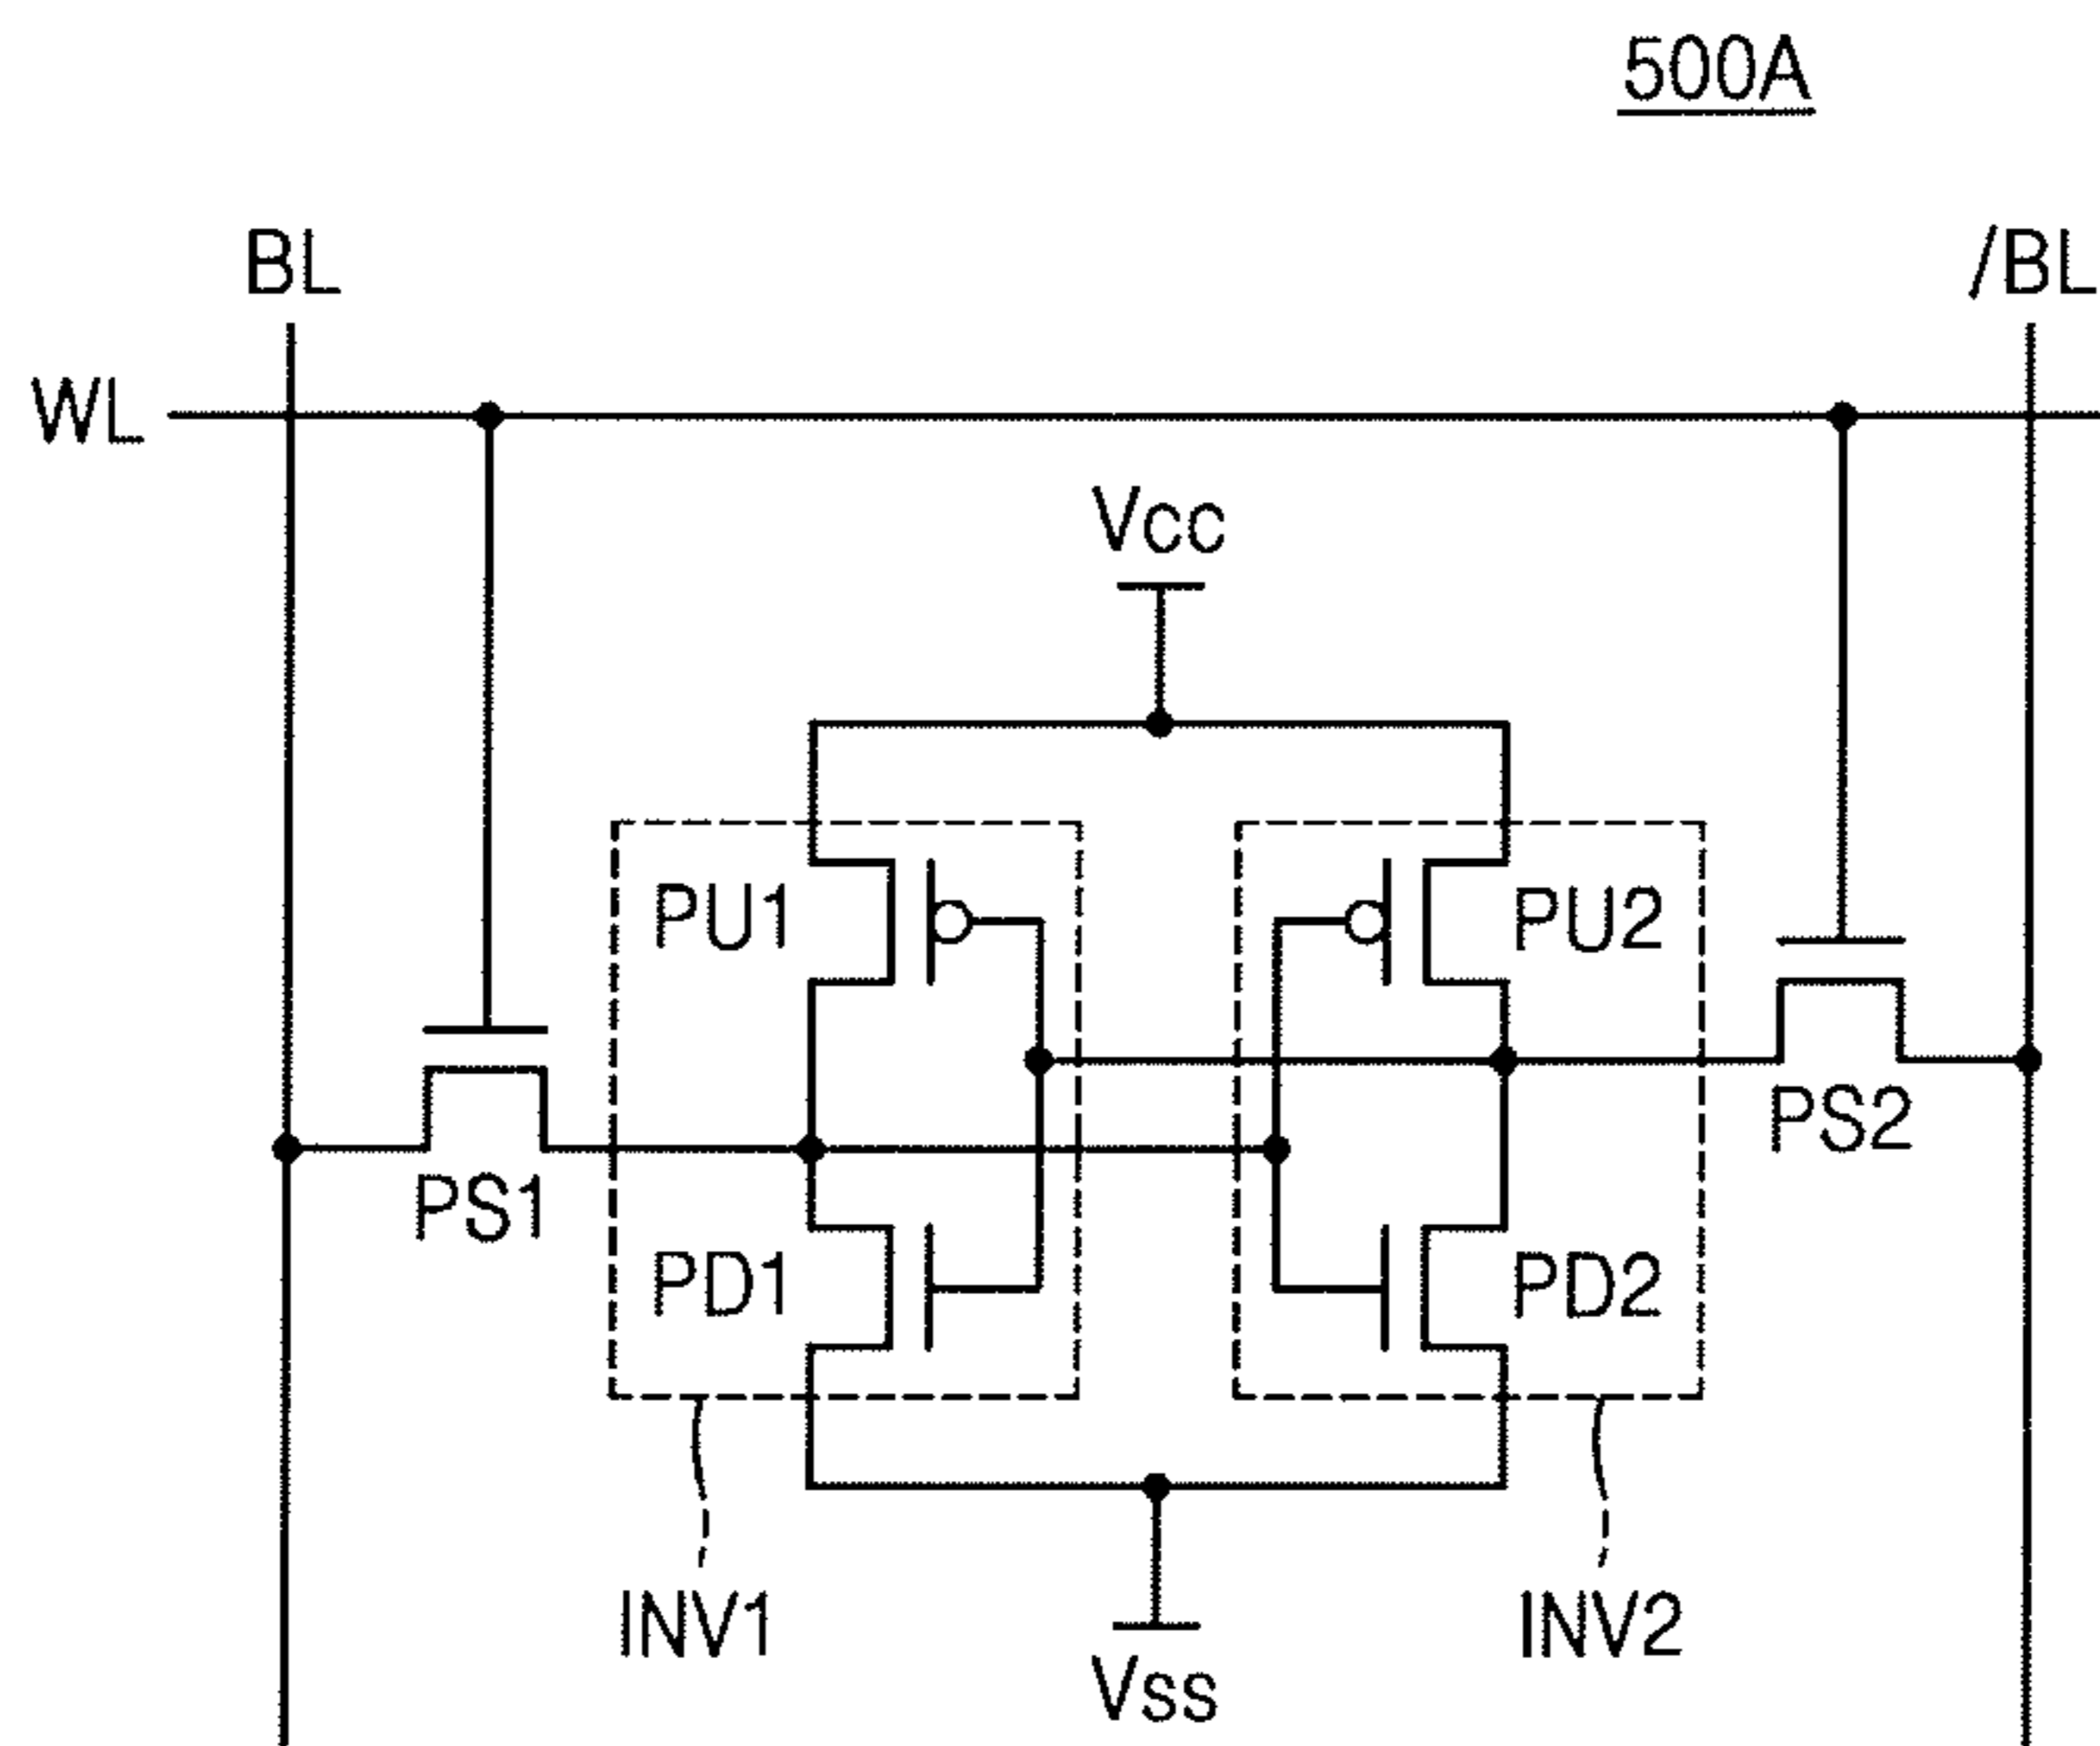 500A
BL /BL
WL
Vcc
PU1 PU2
PS2
PS1
PD1 PD2
INV1 INV2
Vss